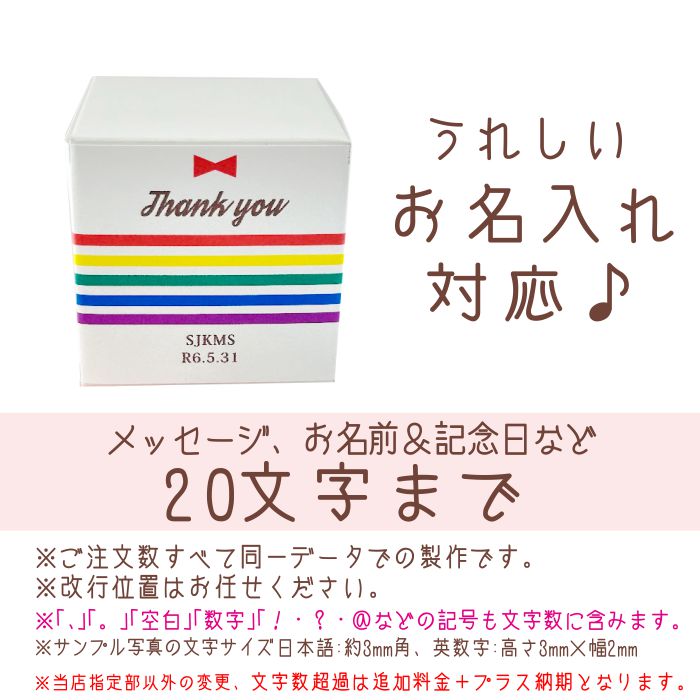 うれしい
お名入れ
対応♪
Thank you
SJKMS
R6.5.31
メッセージ、お名前&記念日など
20文字まで
※ご注文数すべて同一データでの製作です。
※改行位置はお任せください。
※「、」「。」「空白」「数字」「!・?・@などの記号も文字数に含みます。
※サンプル写真の文字サイズ日本語:約3mm角、英数字:高さ3mm×幅2mm
※当店指定部以外の変更、文字数超過は追加料金+プラス納期となります。